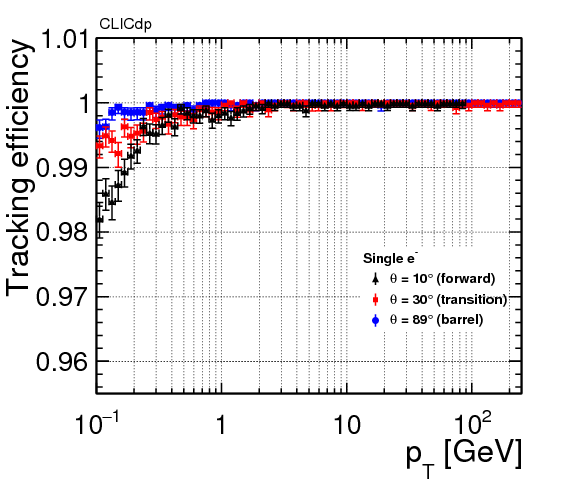 CLICdp
1.01
1
0.99
0.98
0.97
0.96
Tracking efficiency
Single e⁻
θ = 10° (forward)
θ = 30° (transition)
θ = 89° (barrel)
10⁻¹ 1 10 10²
p_T [GeV]